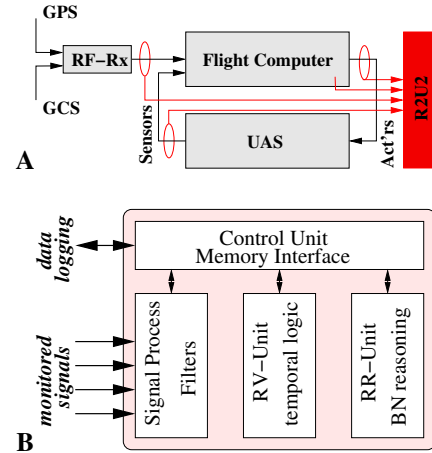 GPS
RF-Rx
GCS
Flight Computer
UAS
Sensors
Act'rs
R2U2
A
data
logging
Control Unit
Memory Interface
monitored
signals
Signal Process
Filters
RV-Unit
temporal logic
RR-Unit
BN reasoning
B